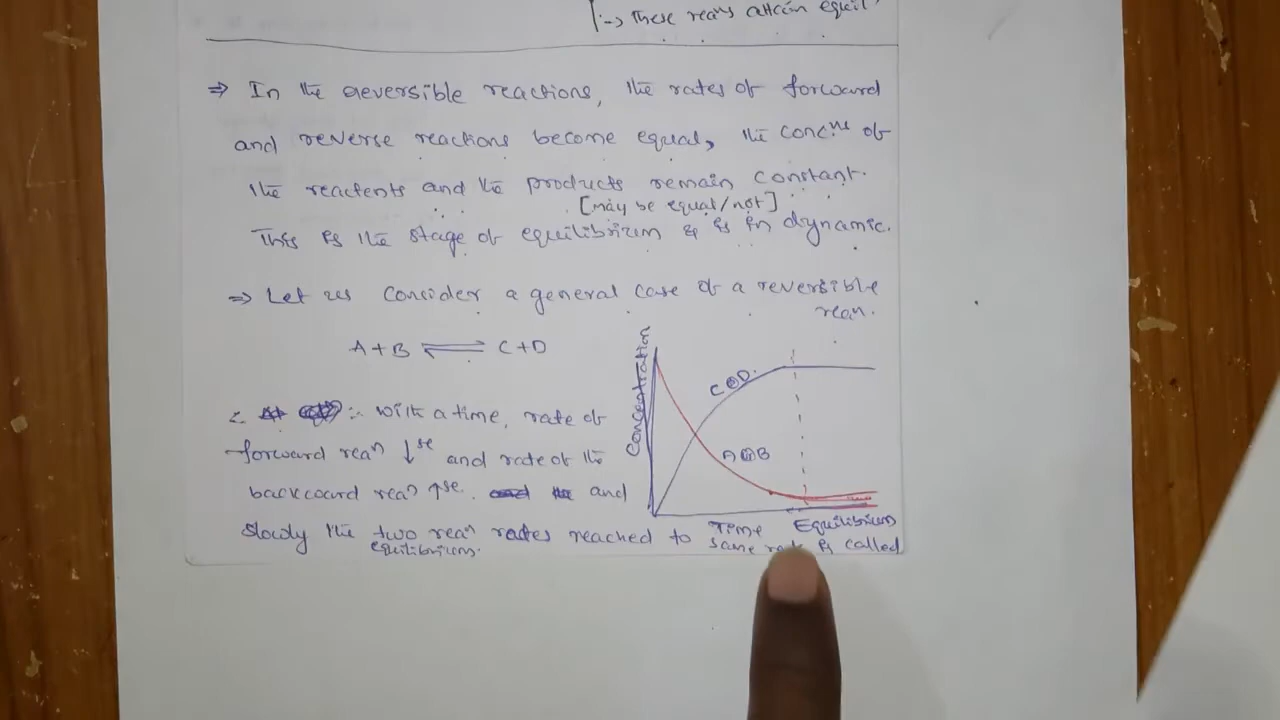 :-> These reaⁿs attain equil
⇒ In the reversible reactions, the rates of forward
and reverse reactions become equal, the concⁿˢ of
the reactents and the products remain constant.
[may be equal/not]
This is the stage of equilibrium & is in dynamic.
⇒ Let us consider a general case of a reversible
reaⁿ.
A+B ⇌ C+D
with a time, rate of
forward reaⁿ ↓se and rate of the
backward reaⁿ ↑se. and
slowly the two reaⁿ rates reached to same rate is called
equilibrium.
Concentration
C D
A B
Time
Equilibrium